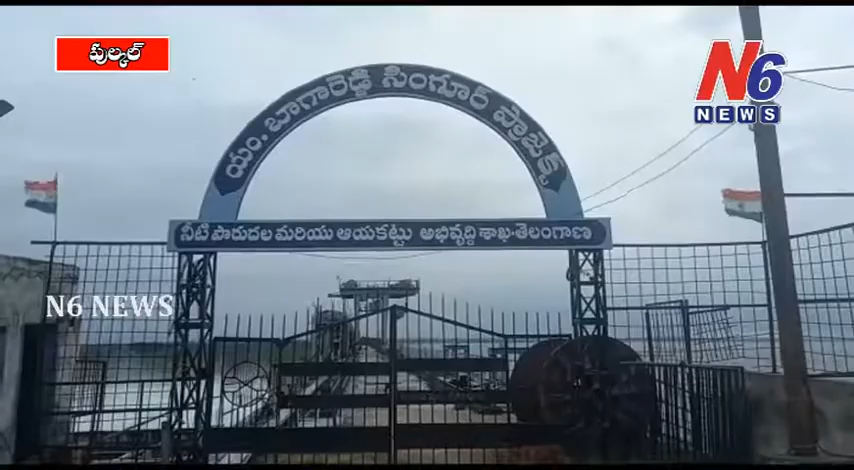 పుల్కల్
N6
NEWS
యం. బాగారెడ్డి సింగూర్ ప్రాజెక్ట్
నీటి పారుదల మరియు ఆయకట్టు అభివృద్ధి శాఖ-తెలంగాణ
N6 NEWS